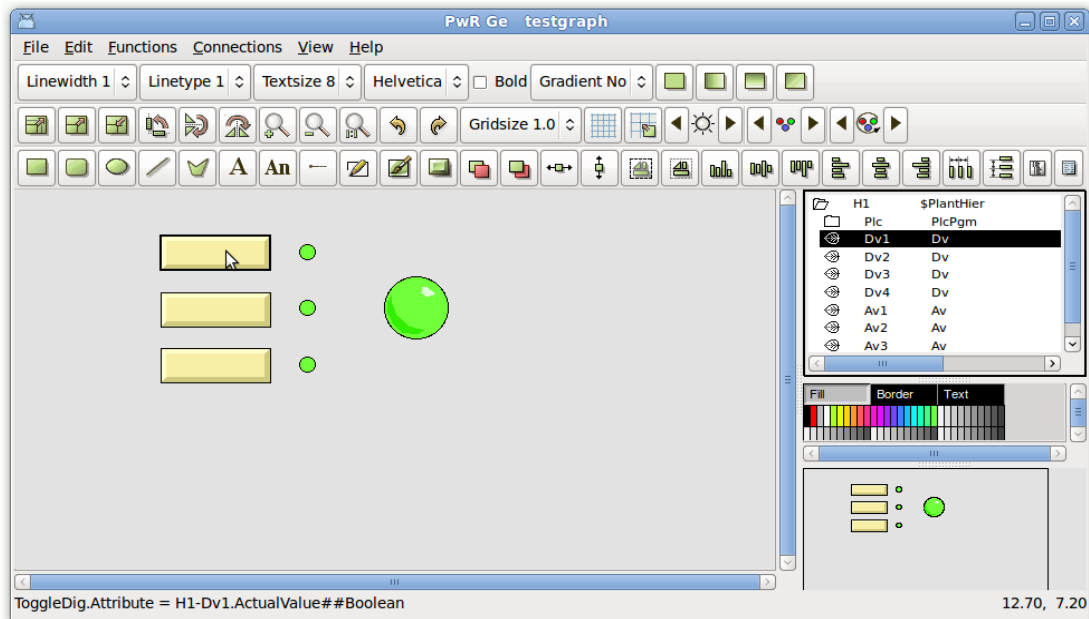 PwR Ge testgraph
File Edit Functions Connections View Help
Linewidth 1 Linetype 1 Textsize 8 Helvetica Bold Gradient No
Gridsize 1.0
A An
H1 $PlantHier
Plc PlcPgm
Dv1 Dv
Dv2 Dv
Dv3 Dv
Dv4 Dv
Av1 Av
Av2 Av
Av3 Av
Fill Border Text
ToggleDig.Attribute = H1-Dv1.ActualValue##Boolean 12.70, 7.20